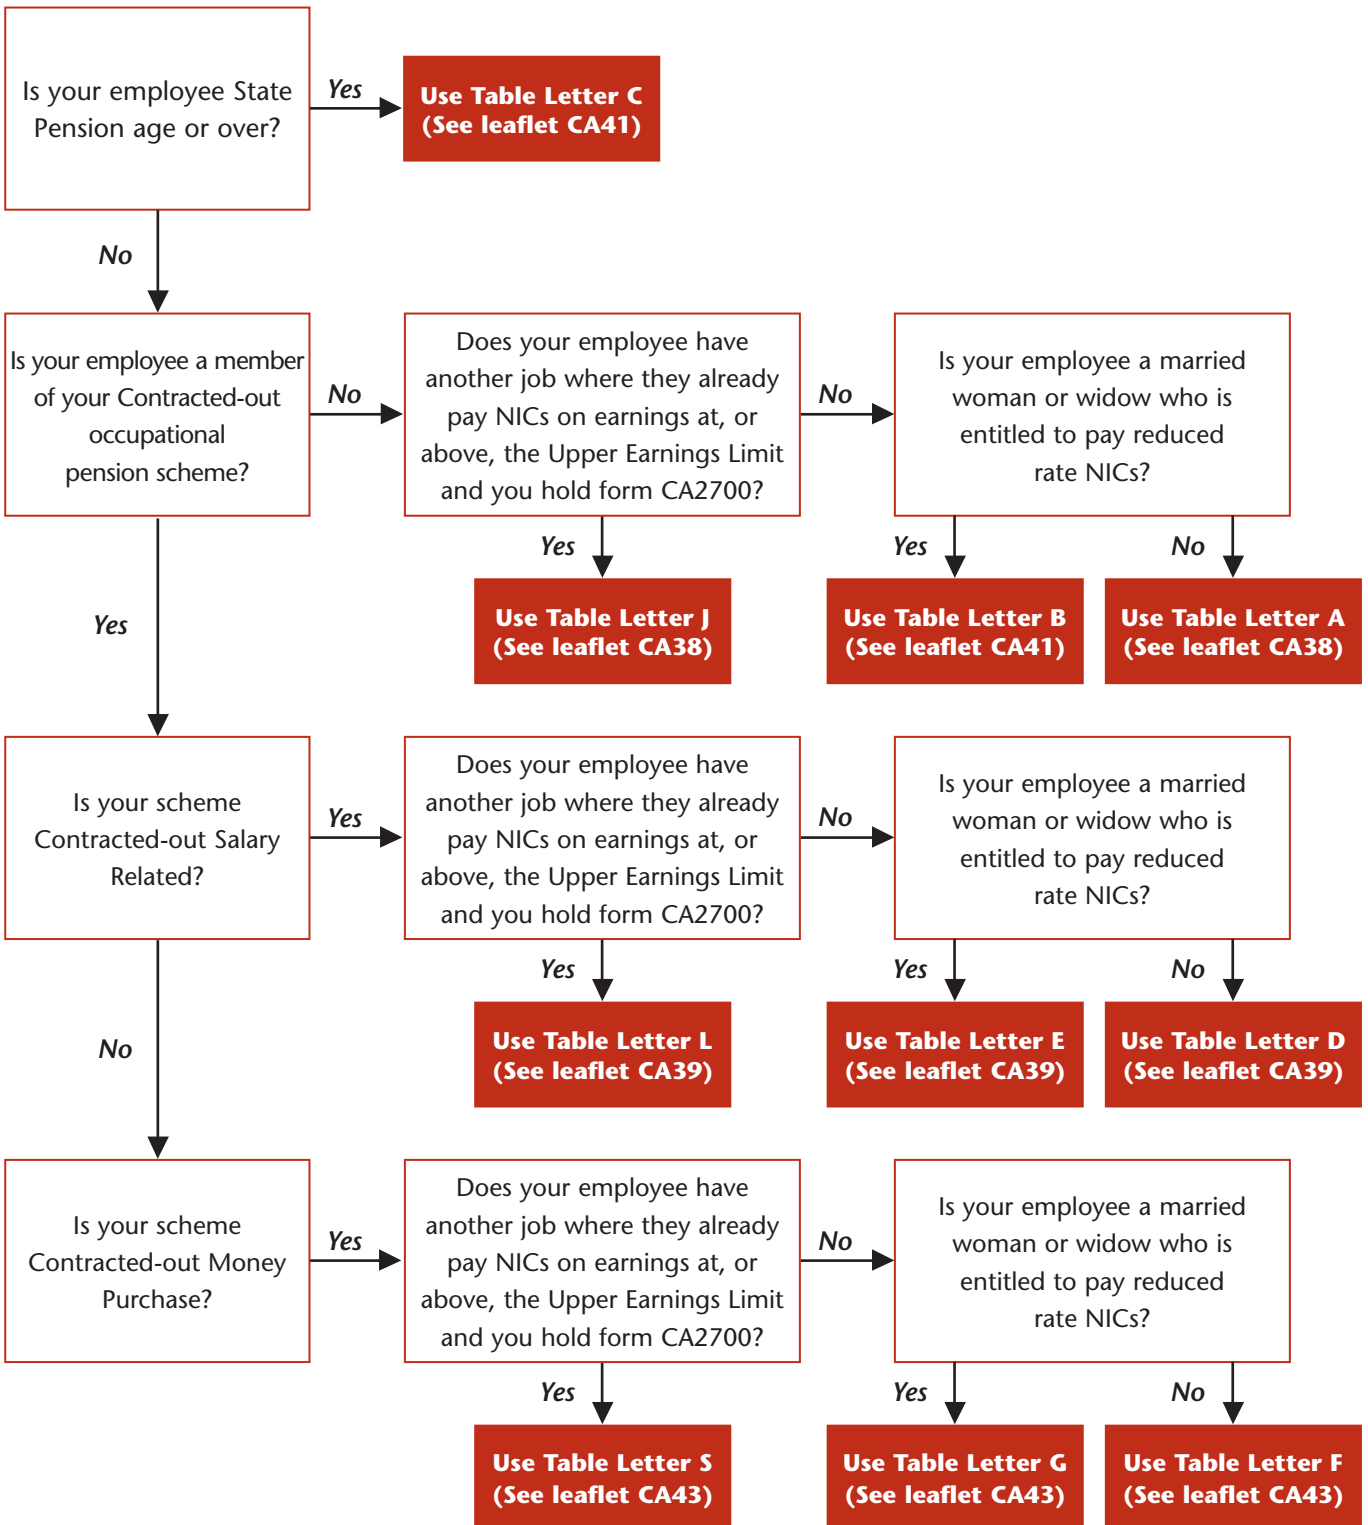 Is your employee State
Pension age or over?
Yes
Use Table Letter C
(See leaflet CA41)
No
Is your employee a member
of your Contracted-out
occupational
pension scheme?
No
Does your employee have
another job where they already
pay NICs on earnings at, or
above, the Upper Earnings Limit
and you hold form CA2700?
No
Is your employee a married
woman or widow who is
entitled to pay reduced
rate NICs?
Yes
Yes
No
Use Table Letter J
(See leaflet CA38)
Use Table Letter B
(See leaflet CA41)
Use Table Letter A
(See leaflet CA38)
Yes
Is your scheme
Contracted-out Salary
Related?
Yes
Does your employee have
another job where they already
pay NICs on earnings at, or
above, the Upper Earnings Limit
and you hold form CA2700?
No
Is your employee a married
woman or widow who is
entitled to pay reduced
rate NICs?
Yes
Yes
No
Use Table Letter L
(See leaflet CA39)
Use Table Letter E
(See leaflet CA39)
Use Table Letter D
(See leaflet CA39)
No
Is your scheme
Contracted-out Money
Purchase?
Yes
Does your employee have
another job where they already
pay NICs on earnings at, or
above, the Upper Earnings Limit
and you hold form CA2700?
No
Is your employee a married
woman or widow who is
entitled to pay reduced
rate NICs?
Yes
Yes
No
Use Table Letter S
(See leaflet CA43)
Use Table Letter G
(See leaflet CA43)
Use Table Letter F
(See leaflet CA43)